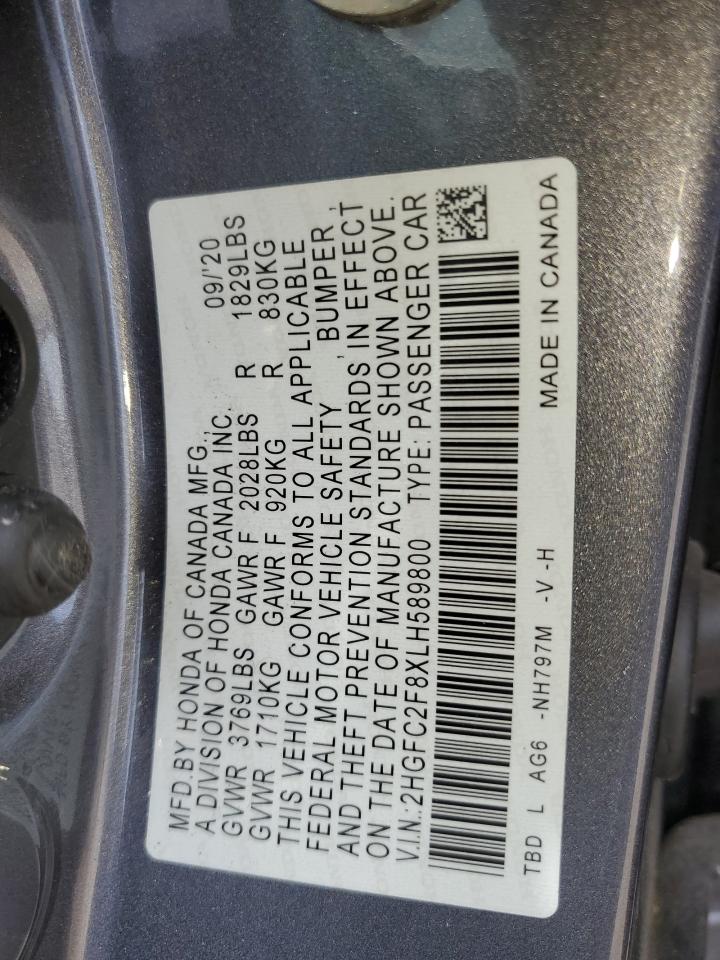 MFD.BY HONDA OF CANADA MFG., 09/'20
A DIVISION OF HONDA CANADA INC.
GVWR 3769LBS GAWR F 2028LBS R 1829LBS
GVWR 1710KG GAWR F 920KG R 830KG
THIS VEHICLE CONFORMS TO ALL APPLICABLE
FEDERAL MOTOR VEHICLE SAFETY, BUMPER,
AND THEFT PREVENTION STANDARDS IN EFFECT
ON THE DATE OF MANUFACTURE SHOWN ABOVE.
V.I.N.:2HGFC2F8XLH589800 TYPE: PASSENGER CAR
TBD L AG6 -NH797M -V -H MADE IN CANADA